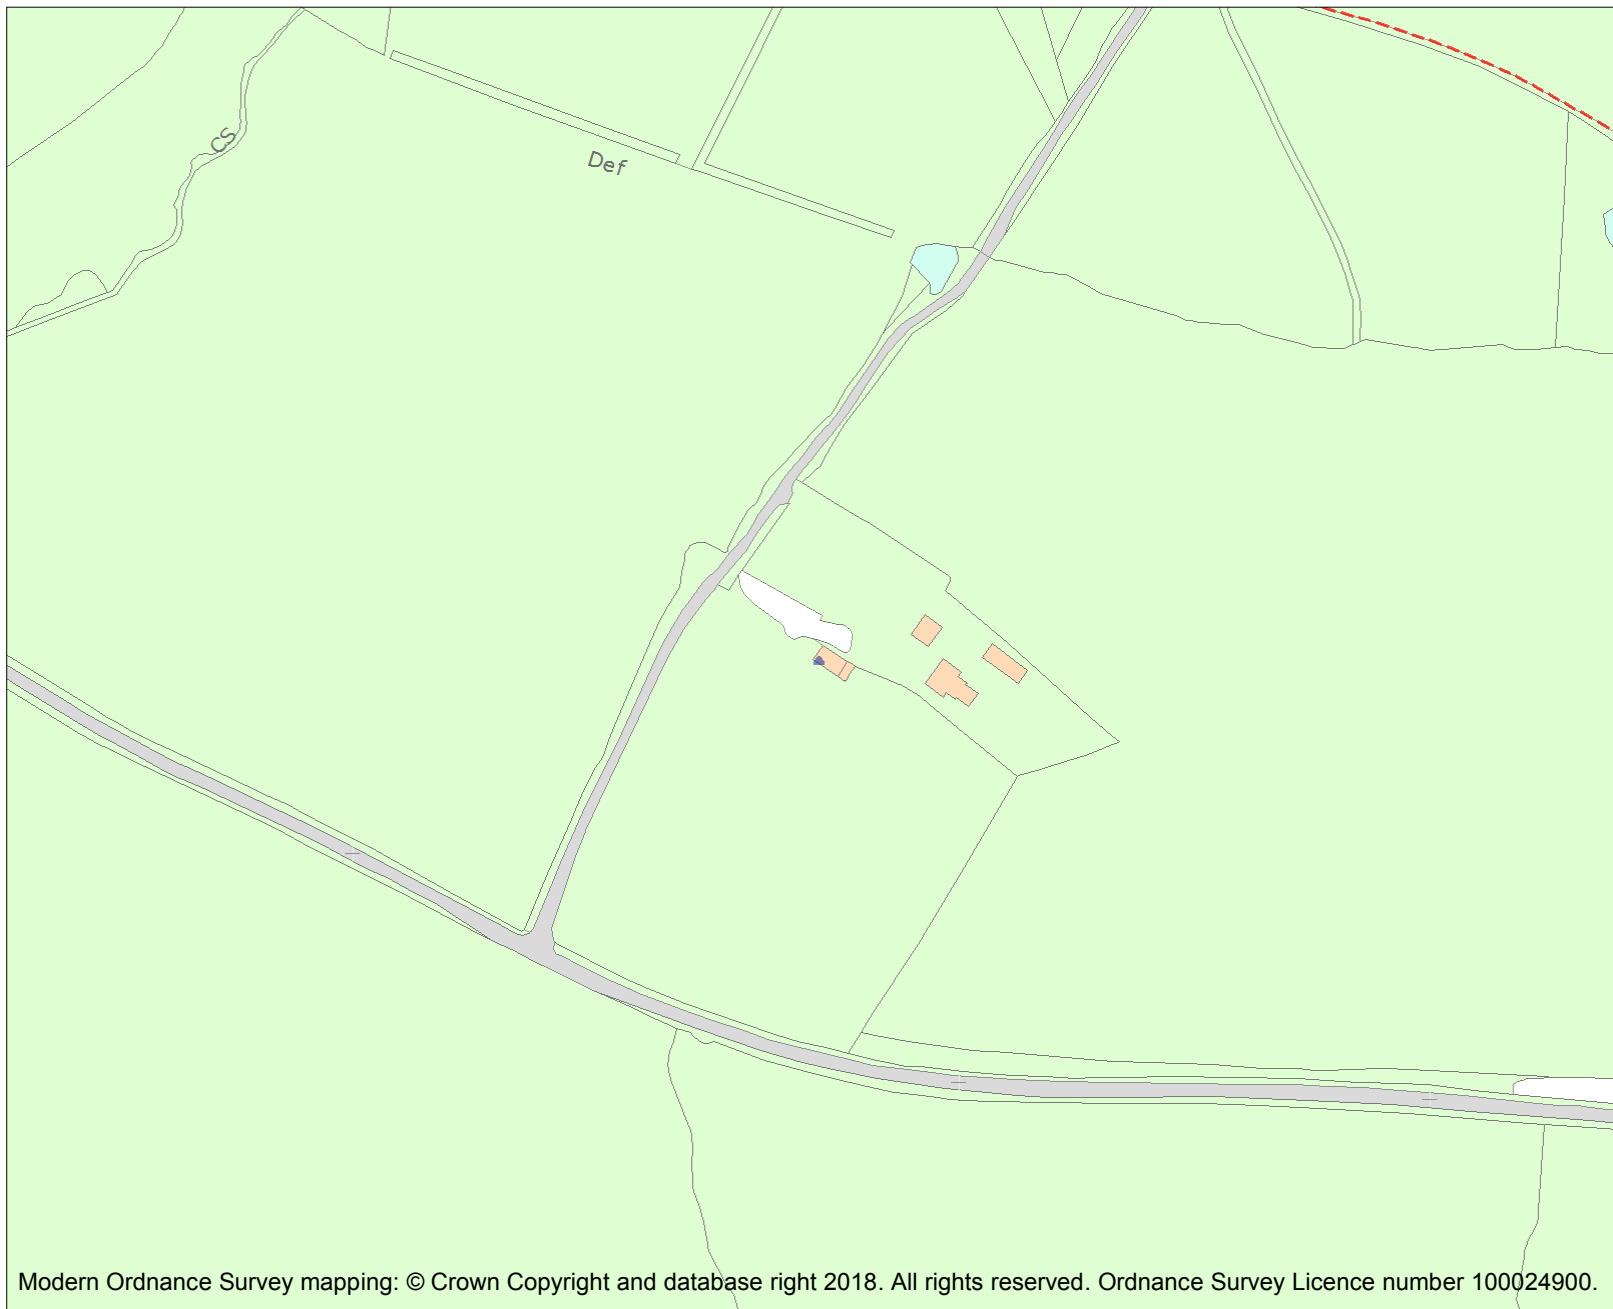 CS
Def
Modern Ordnance Survey mapping: © Crown Copyright and database right 2018. All rights reserved. Ordnance Survey Licence number 100024900.